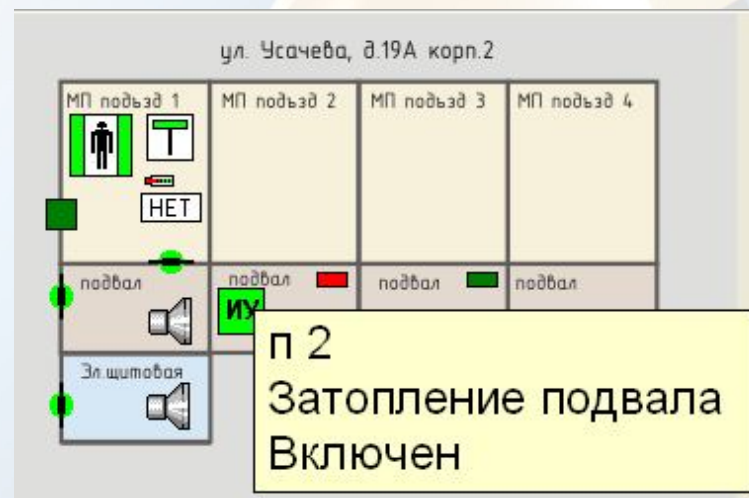 ул. Усачева, д.19А корп.2
МП подъзд 1
МП подъзд 2
МП подъзд 3
МП подъзд 4
Т
НЕТ
подвал
подвал
подвал
подвал
ИУ
Эл.щитовая
п 2
Затопление подвала
Включен